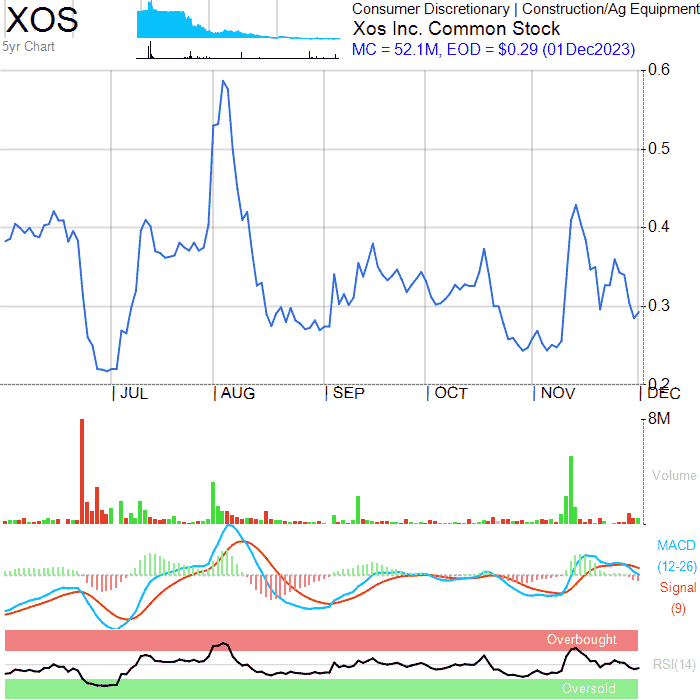 XOS
5yr Chart
Consumer Discretionary | Construction/Ag Equipment
Xos Inc. Common Stock
MC = 52.1M, EOD = $0.29 (01Dec2023)
0.6
0.5
0.4
0.3
0.2
| JUL | AUG | SEP | OCT | NOV | DEC
8M
Volume
MACD
(12-26)
Signal
(9)
Overbought
RSI(14)
Oversold